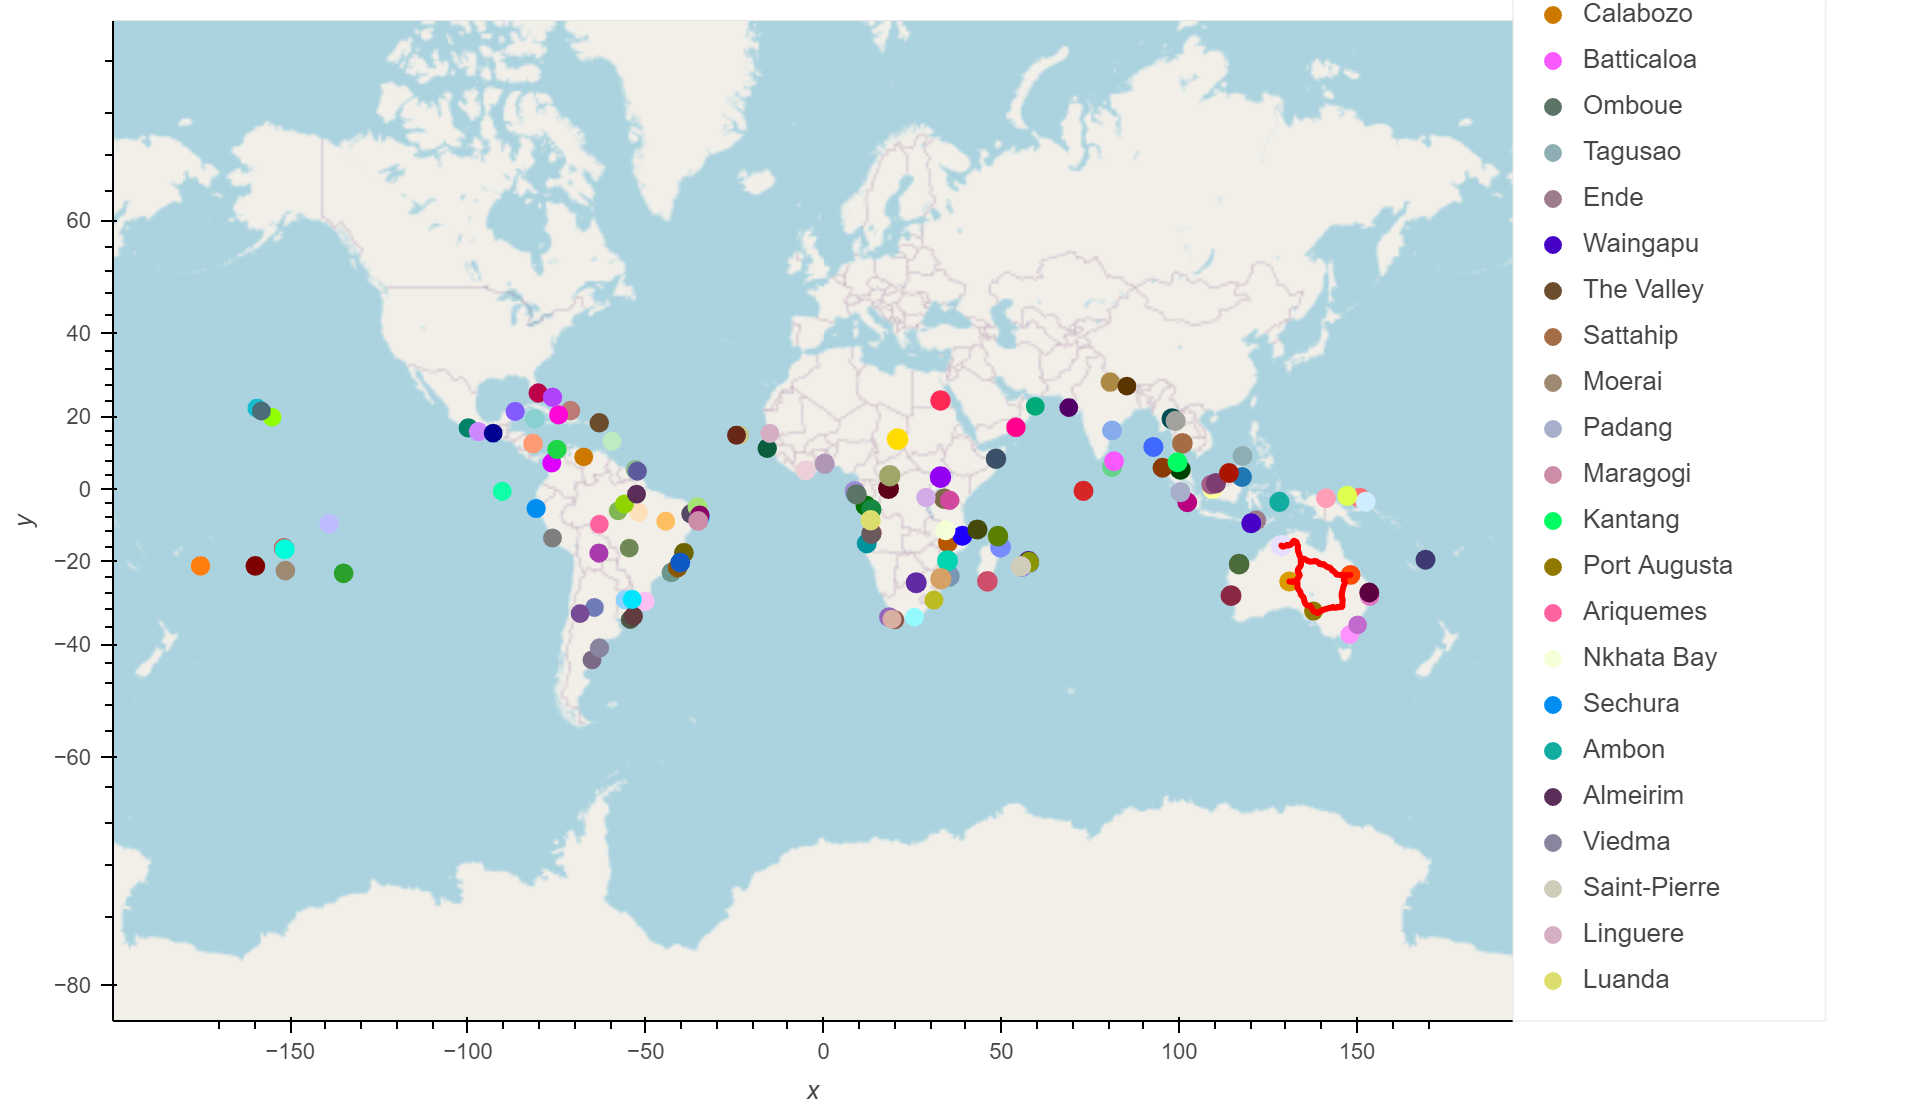 Calabozo
Batticaloa
Omboue
Tagusao
Ende
Waingapu
The Valley
Sattahip
Moerai
Padang
Maragogi
Kantang
Port Augusta
Ariquemes
Nkhata Bay
Sechura
Ambon
Almeirim
Viedma
Saint-Pierre
Linguere
Luanda
60
40
20
0
−20
−40
−60
−80
y
−150 −100 −50 0 50 100 150
x